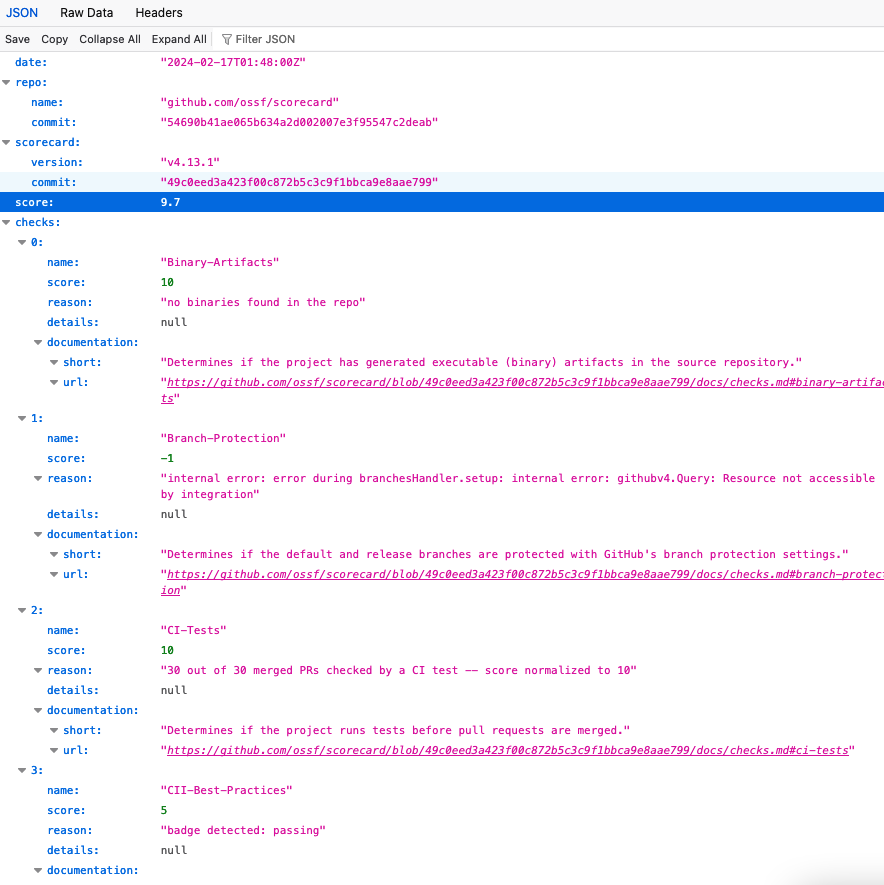 JSON Raw Data Headers
Save Copy Collapse All Expand All Filter JSON
date: "2024-02-17T01:48:00Z"
repo:
name: "github.com/ossf/scorecard"
commit: "54690b41ae065b634a2d002007e3f95547c2deab"
scorecard:
version: "v4.13.1"
commit: "49c0eed3a423f00c872b5c3c9f1bbca9e8aae799"
score: 9.7
checks:
0:
name: "Binary-Artifacts"
score: 10
reason: "no binaries found in the repo"
details: null
documentation:
short: "Determines if the project has generated executable (binary) artifacts in the source repository."
url: "https://github.com/ossf/scorecard/blob/49c0eed3a423f00c872b5c3c9f1bbca9e8aae799/docs/checks.md#binary-artifac
ts"
1:
name: "Branch-Protection"
score: -1
reason: "internal error: error during branchesHandler.setup: internal error: githubv4.Query: Resource not accessible
by integration"
details: null
documentation:
short: "Determines if the default and release branches are protected with GitHub's branch protection settings."
url: "https://github.com/ossf/scorecard/blob/49c0eed3a423f00c872b5c3c9f1bbca9e8aae799/docs/checks.md#branch-protect
ion"
2:
name: "CI-Tests"
score: 10
reason: "30 out of 30 merged PRs checked by a CI test -- score normalized to 10"
details: null
documentation:
short: "Determines if the project runs tests before pull requests are merged."
url: "https://github.com/ossf/scorecard/blob/49c0eed3a423f00c872b5c3c9f1bbca9e8aae799/docs/checks.md#ci-tests"
3:
name: "CII-Best-Practices"
score: 5
reason: "badge detected: passing"
details: null
documentation: